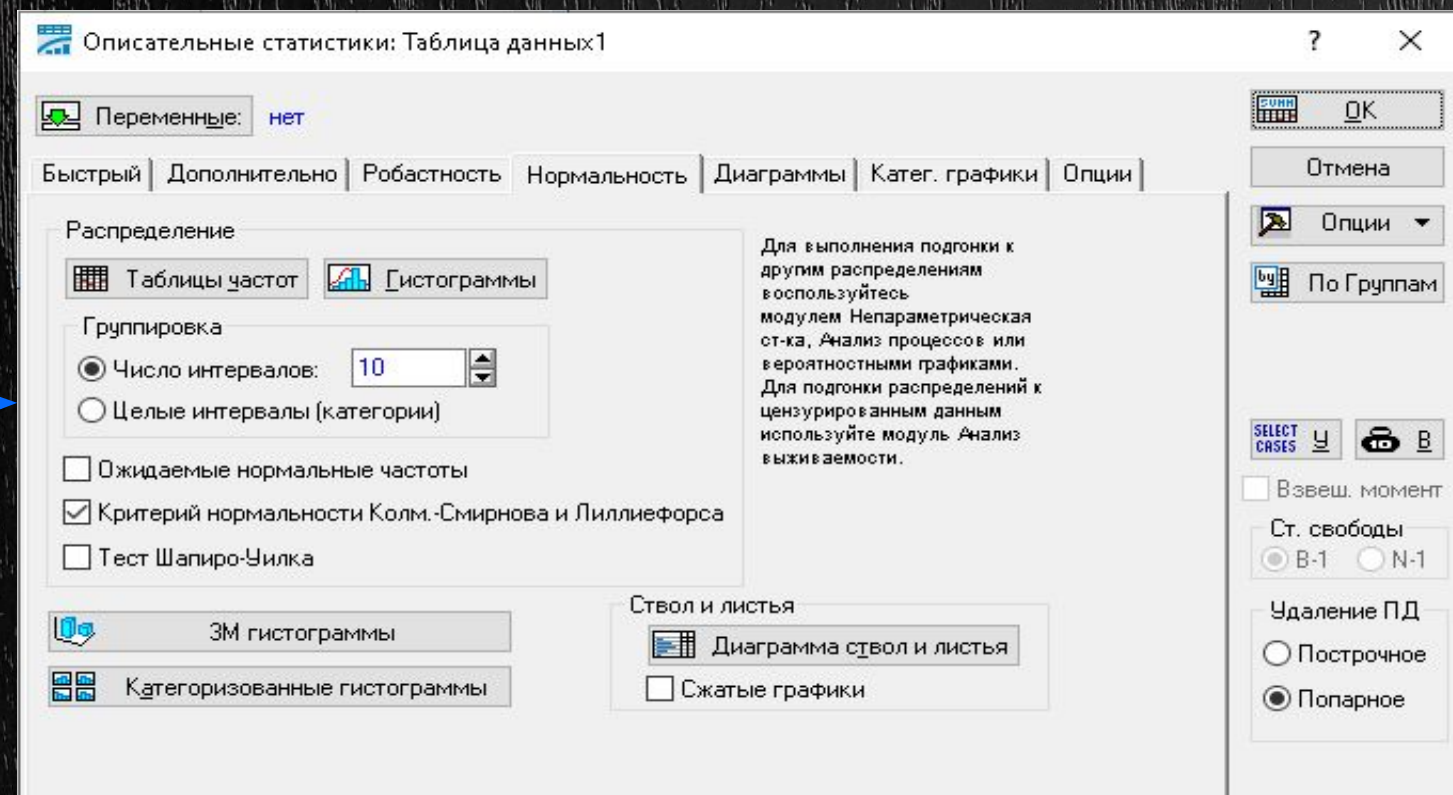 Описательные статистики: Таблица данных1
? ×
Переменные: нет
Быстрый Дополнительно Робастность Нормальность Диаграммы Катег. графики Опции
Распределение
Таблицы частот Гистограммы
Группировка
Число интервалов: 10
Целые интервалы (категории)
Ожидаемые нормальные частоты
Критерий нормальности Колм.-Смирнова и Лиллиефорса
Тест Шапиро-Уилка
Для выполнения подгонки к
другим распределениям
воспользуйтесь
модулем Непараметрическая
ст-ка, Анализ процессов или
вероятностными графиками.
Для подгонки распределений к
цензурированным данным
используйте модуль Анализ
выживаемости.
3М гистограммы
Категоризованные гистограммы
Ствол и листья
Диаграмма ствол и листья
Сжатые графики
SUMM OK
Отмена
Опции
by По Группам
SELECT
CASES У В
Взвеш. момент
Ст. свободы
В-1 N-1
Удаление ПД
Построчное
Попарное